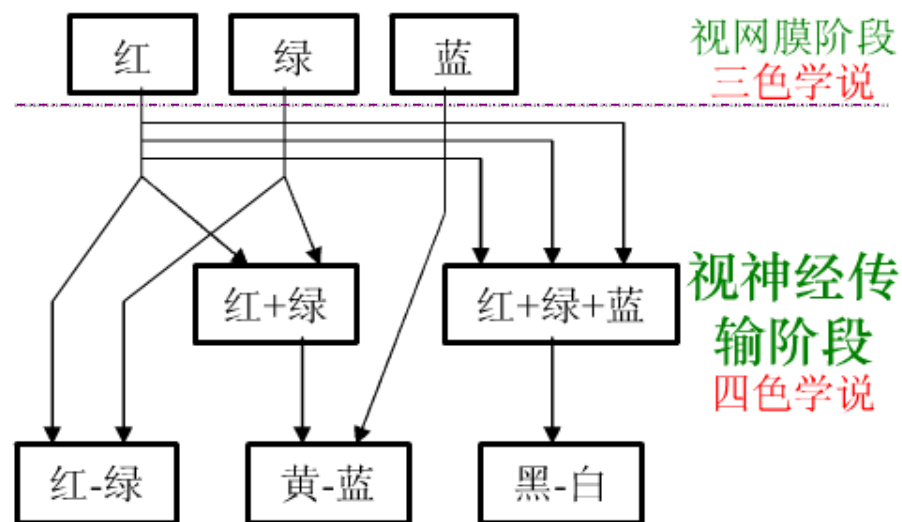 红
绿
蓝
视网膜阶段
三色学说
红+绿
红+绿+蓝
视神经传
输阶段
四色学说
红-绿
黄-蓝
黑-白